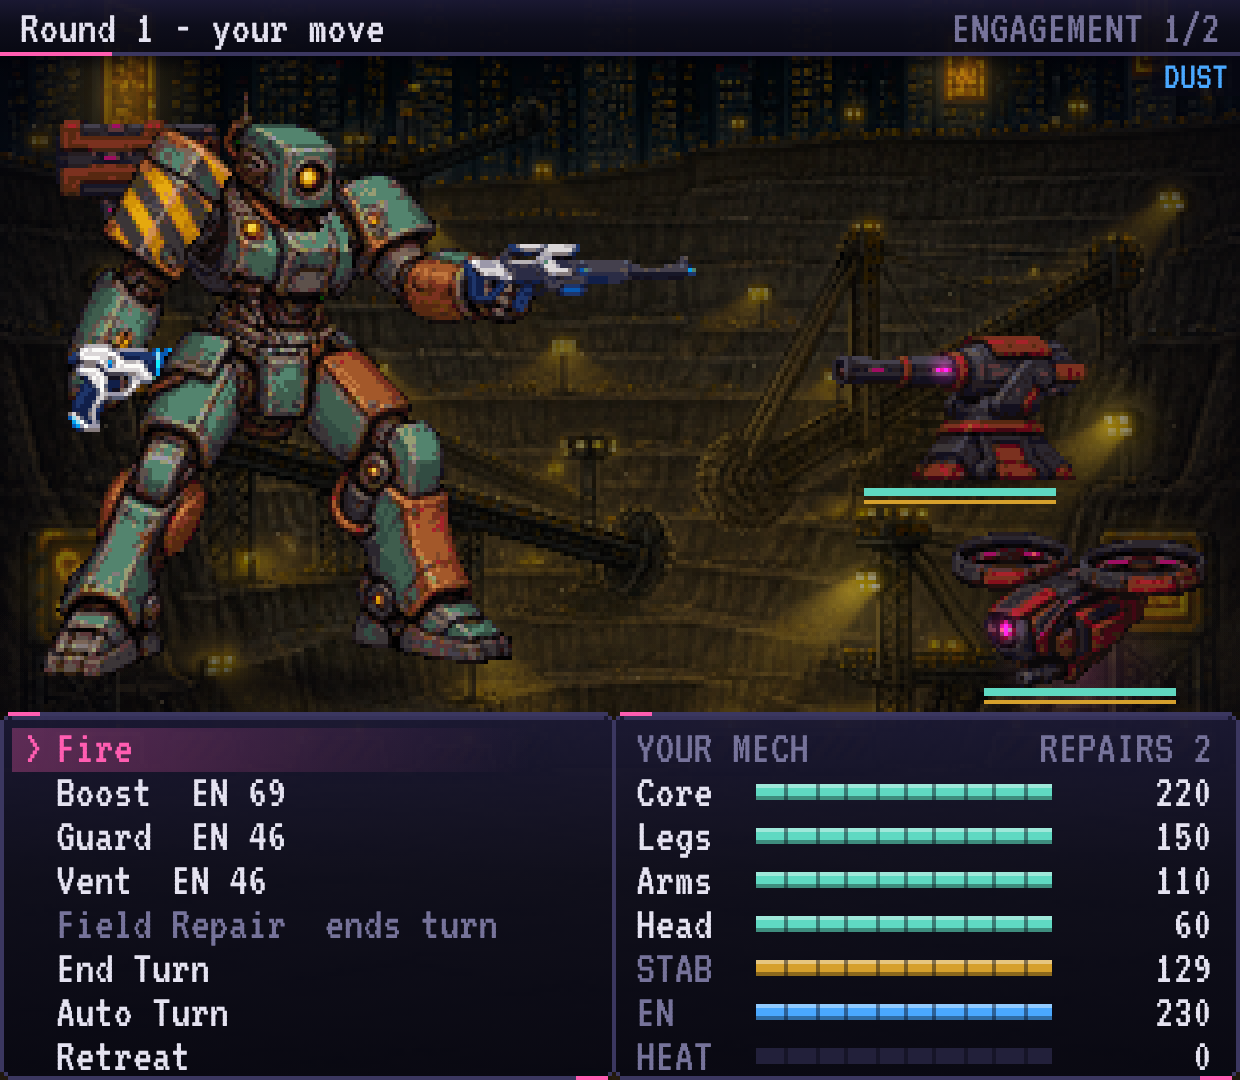 Round 1 - your move
ENGAGEMENT 1/2
DUST
> Fire
Boost EN 69
Guard EN 46
Vent EN 46
Field Repair ends turn
End Turn
Auto Turn
Retreat
YOUR MECH REPAIRS 2
Core 220
Legs 150
Arms 110
Head 60
STAB 129
EN 230
HEAT 0